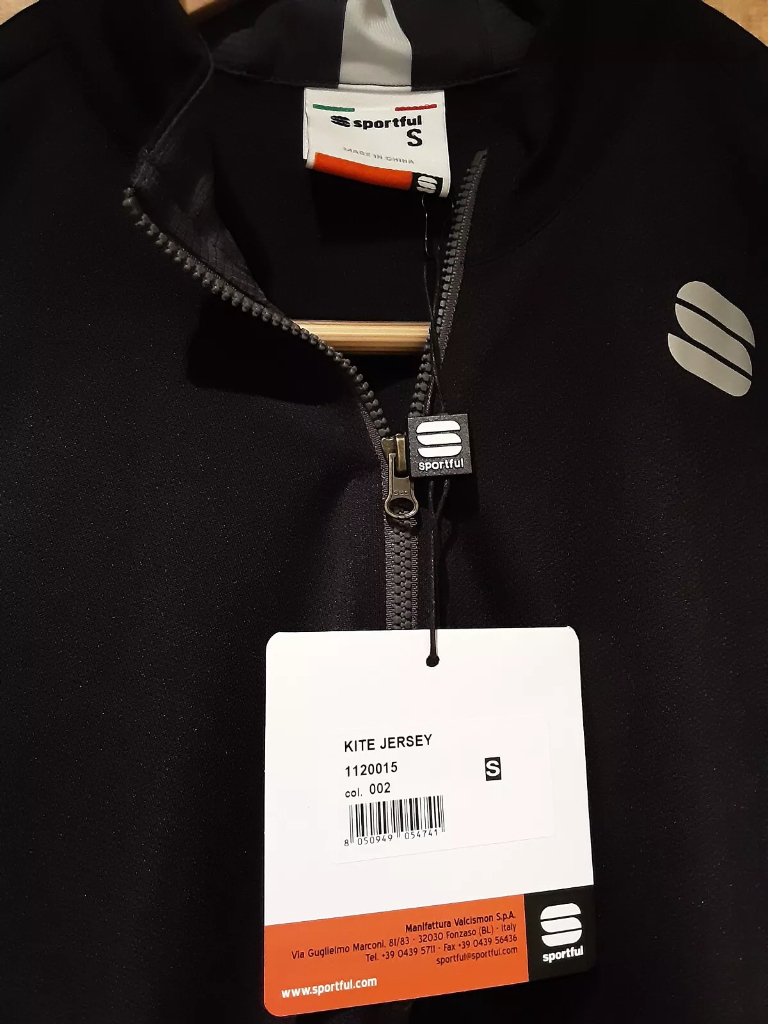 sportful
S
MADE IN CHINA
sportful
KITE JERSEY
1120015
S
col. 002
8 050949 054741
Manifattura Valcismon S.p.A.
Via Guglielmo Marconi, 81/83 - 32030 Fonzaso (BL) - Italy
Tel. +39 0439 5711 - Fax +39 0439 56436
sportful@sportful.com
www.sportful.com
sportful